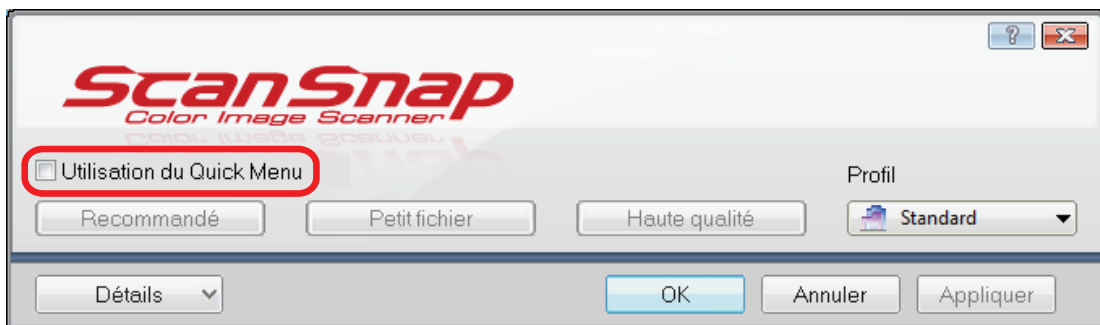 ScanSnap
Color Image Scanner
Utilisation du Quick Menu
Profil
Recommandé Petit fichier Haute qualité Standard
Détails OK Annuler Appliquer